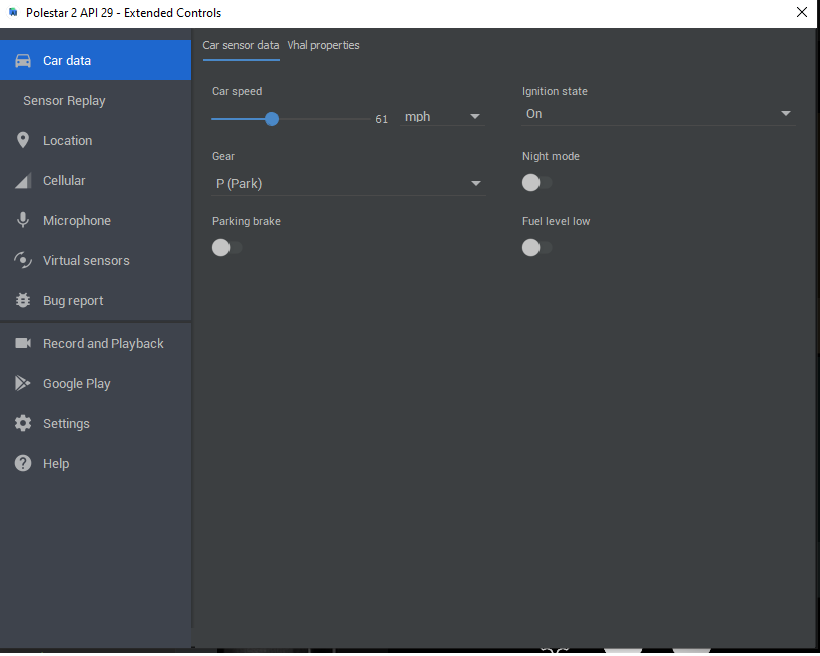 Polestar 2 API 29 - Extended Controls
Car data
Sensor Replay
Location
Cellular
Microphone
Virtual sensors
Bug report
Record and Playback
Google Play
Settings
Help
Car sensor data Vhal properties
Car speed
61 mph
Ignition state
On
Gear
P (Park)
Night mode
Parking brake
Fuel level low